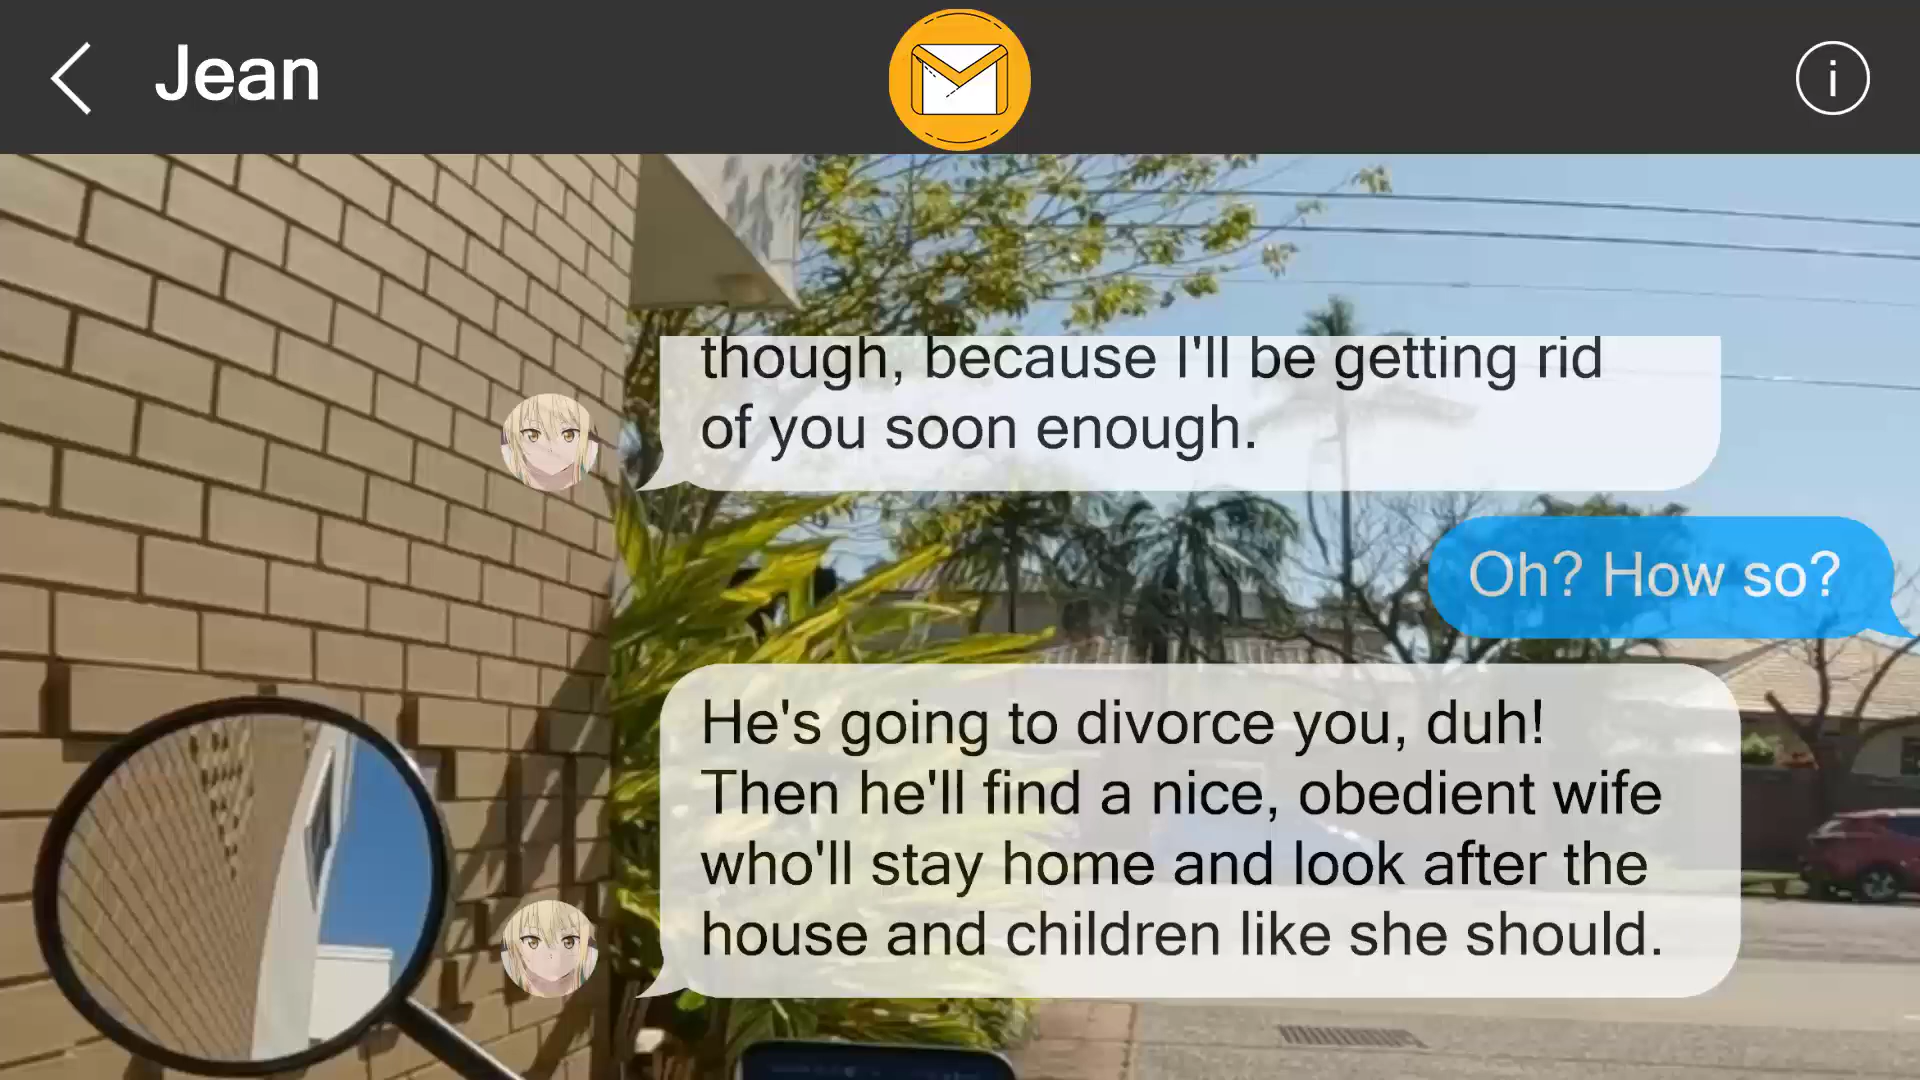 Jean
though, because I'll be getting rid
of you soon enough.
Oh? How so?
He's going to divorce you, duh!
Then he'll find a nice, obedient wife
who'll stay home and look after the
house and children like she should.